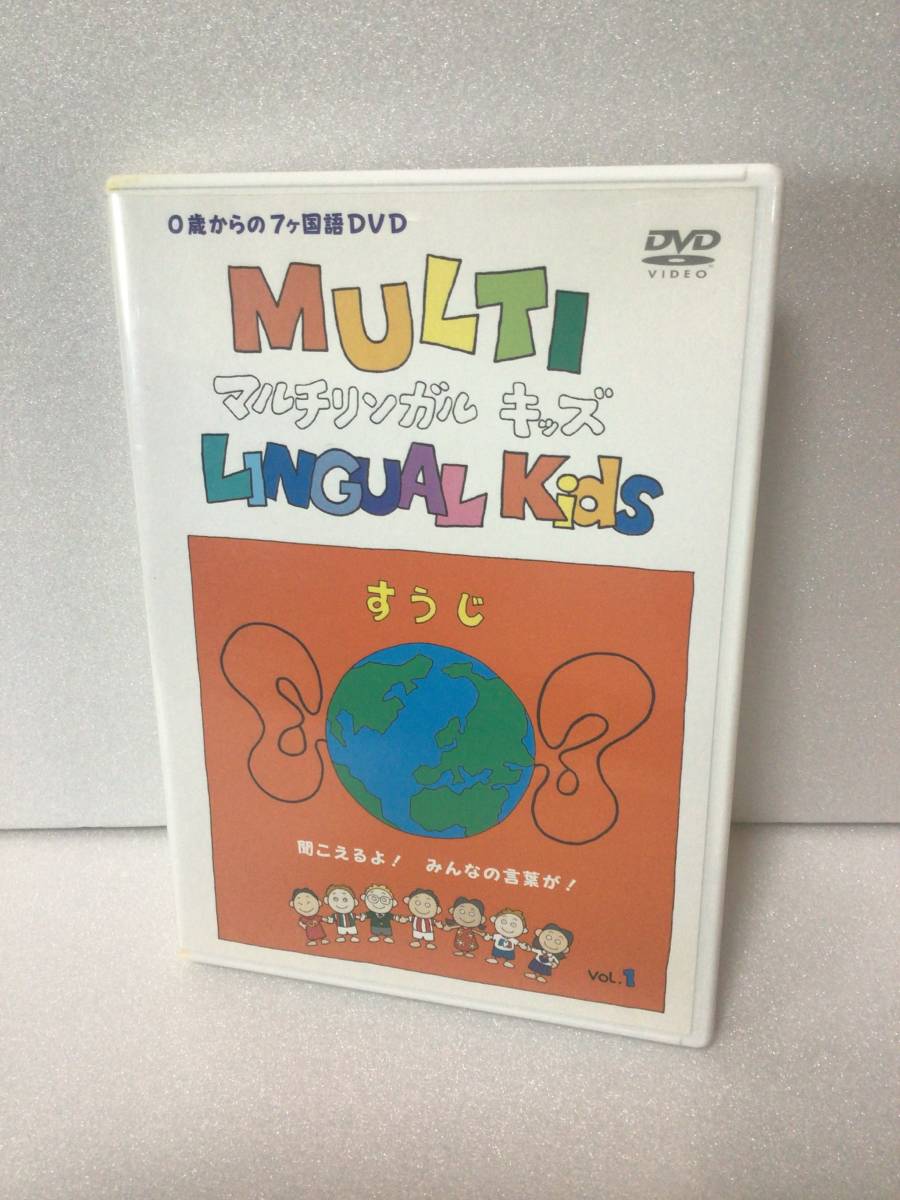 0歳からの7ヶ国語DVD
DVD
VIDEO
MULTI
マルチリンガル キッズ
LINGUAL Kids
すうじ
聞こえるよ! みんなの言葉が!
VOL.1